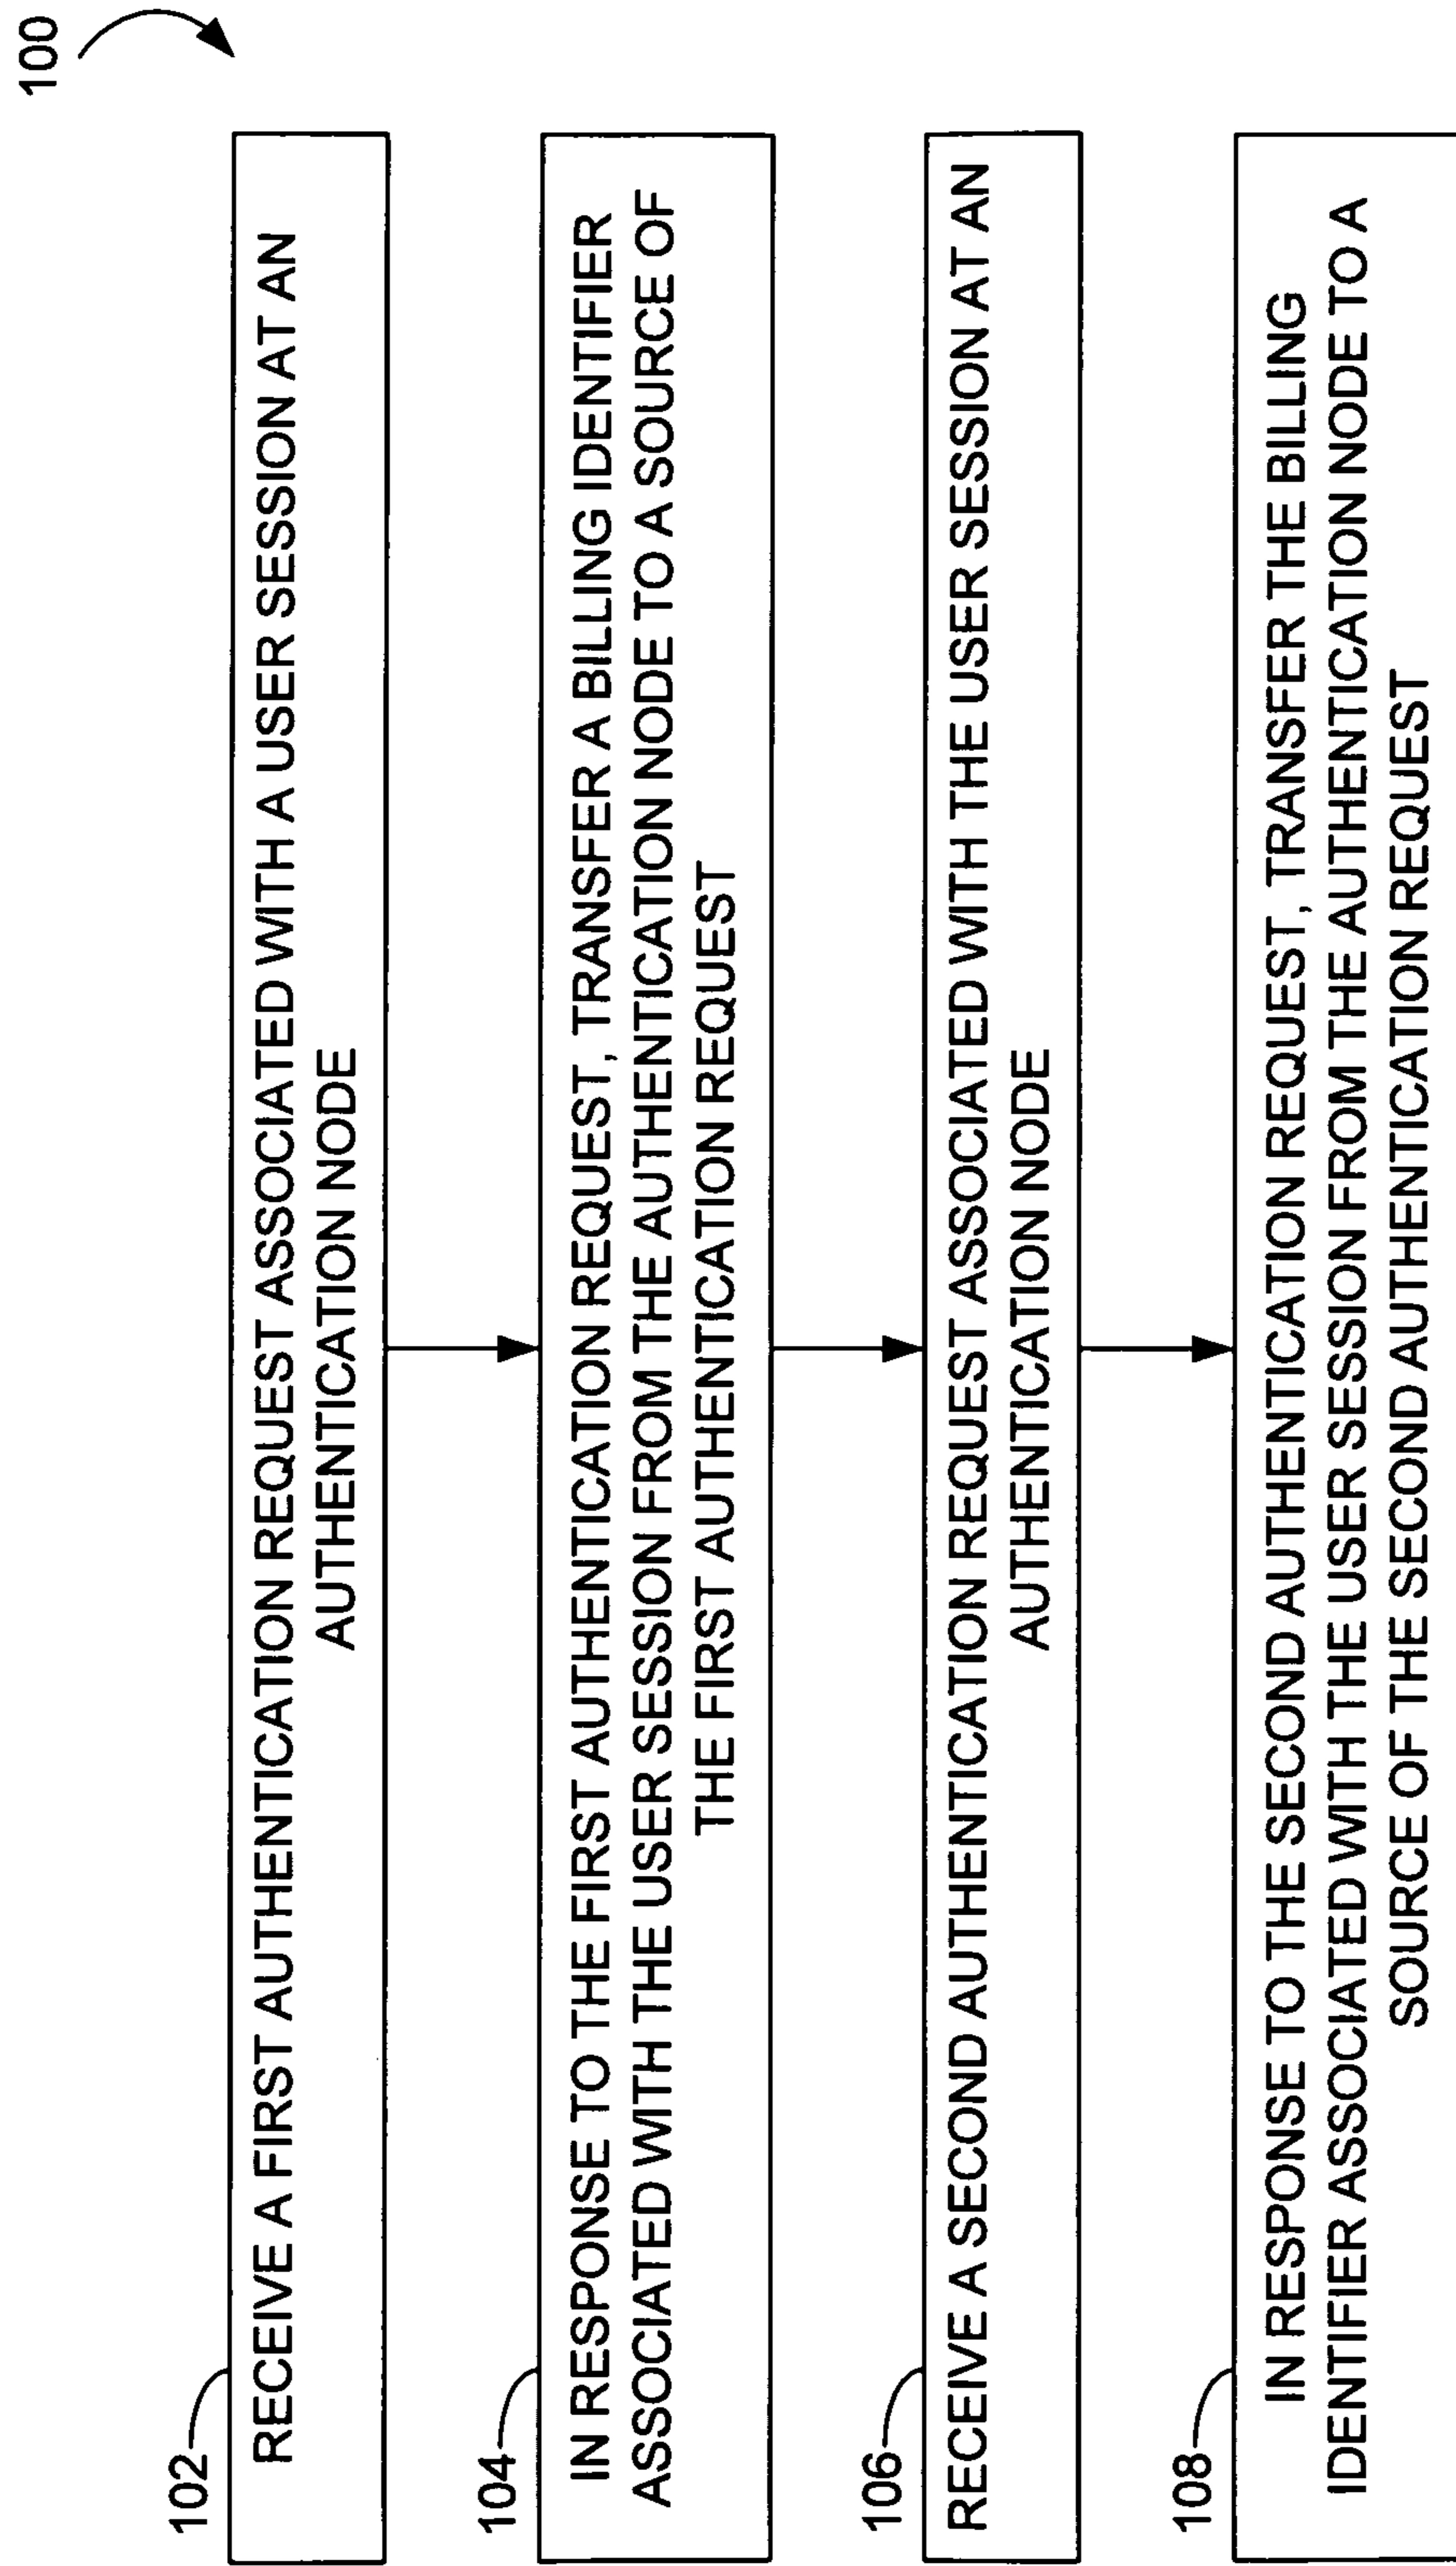 100
102
RECEIVE A FIRST AUTHENTICATION REQUEST ASSOCIATED WITH A USER SESSION AT AN
AUTHENTICATION NODE
104
IN RESPONSE TO THE FIRST AUTHENTICATION REQUEST, TRANSFER A BILLING IDENTIFIER
ASSOCIATED WITH THE USER SESSION FROM THE AUTHENTICATION NODE TO A SOURCE OF
THE FIRST AUTHENTICATION REQUEST
106
RECEIVE A SECOND AUTHENTICATION REQUEST ASSOCIATED WITH THE USER SESSION AT AN
AUTHENTICATION NODE
108
IN RESPONSE TO THE SECOND AUTHENTICATION REQUEST, TRANSFER THE BILLING
IDENTIFIER ASSOCIATED WITH THE USER SESSION FROM THE AUTHENTICATION NODE TO A
SOURCE OF THE SECOND AUTHENTICATION REQUEST